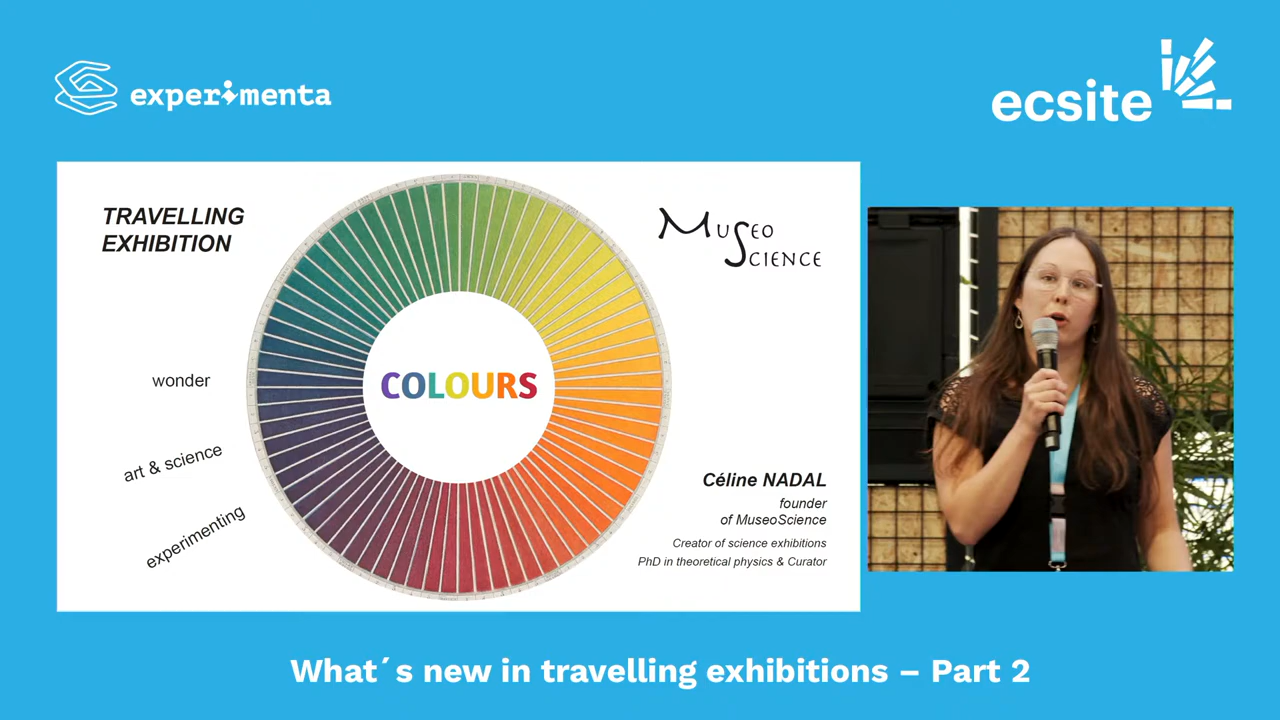 experimenta
ecsite
TRAVELLING
EXHIBITION
MUSEO
SCIENCE
wonder
art & science
experimenting
COLOURS
Céline NADAL
founder
of MuseoScience
Creator of science exhibitions
PhD in theoretical physics & Curator
What´s new in travelling exhibitions – Part 2